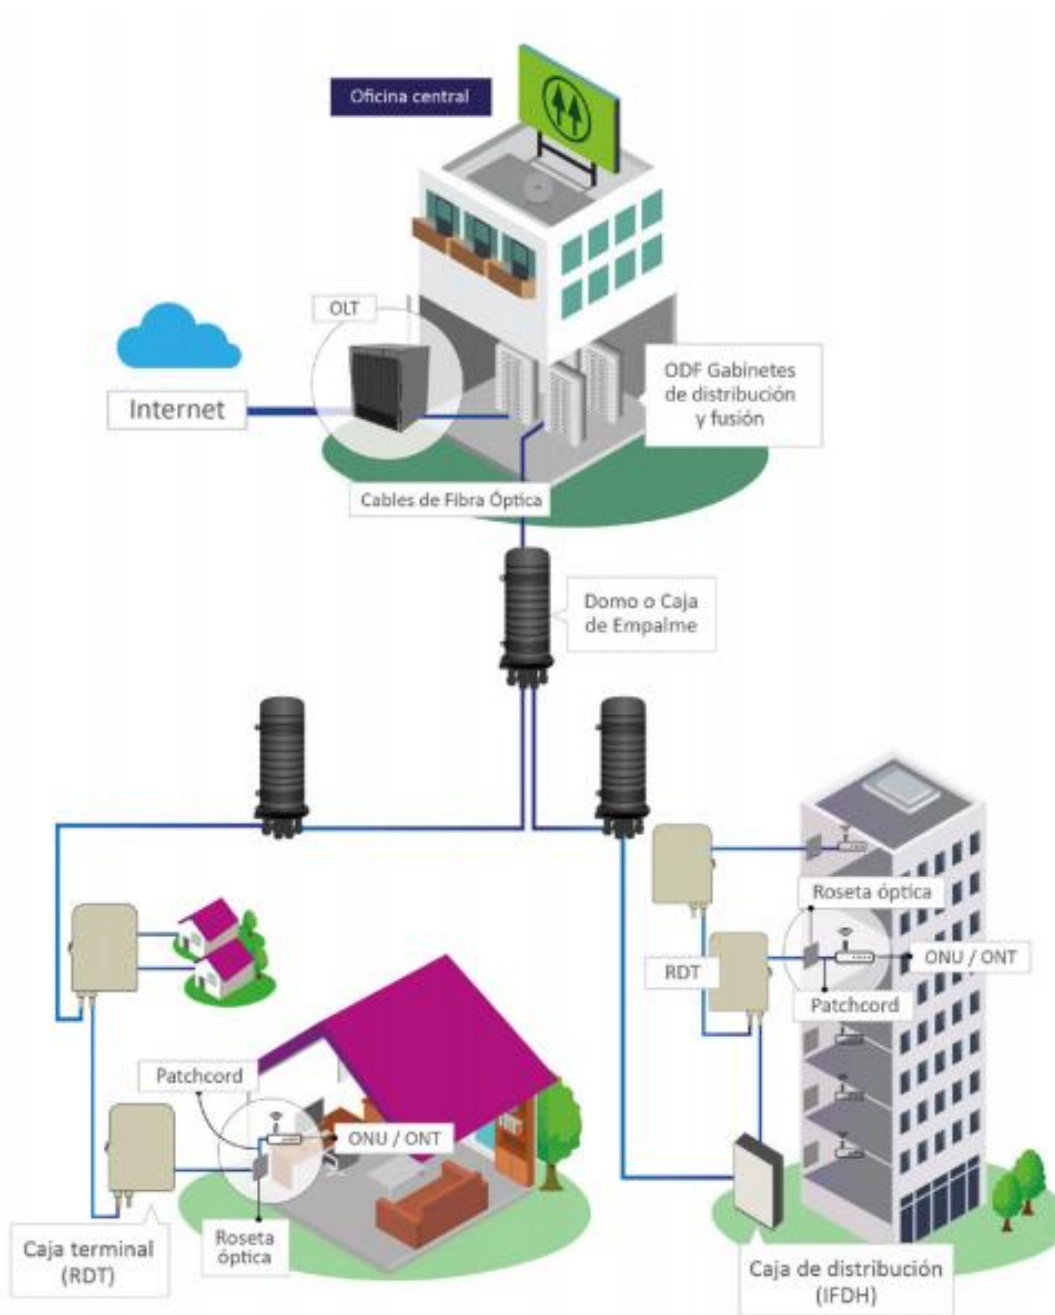 Oficina central
OLT
Internet
ODF Gabinetes
de distribución
y fusión
Cables de Fibra Óptica
Domo o Caja
de Empalme
Roseta óptica
RDT
ONU / ONT
Patchcord
Patchcord
ONU / ONT
Roseta
óptica
Caja terminal
(RDT)
Caja de distribución
(IFDH)